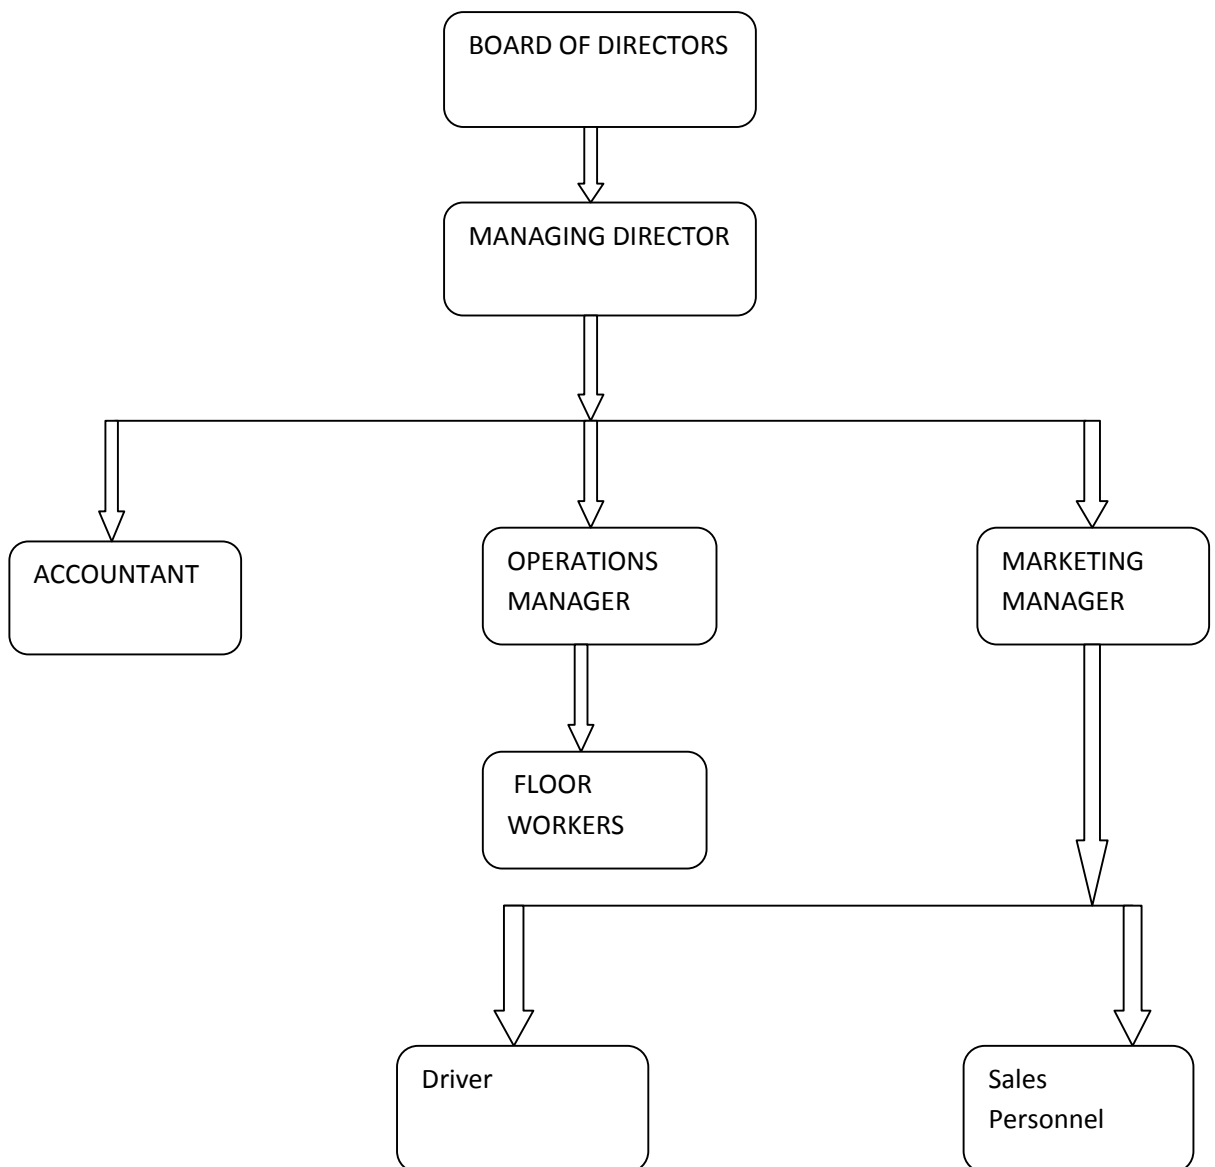 BOARD OF DIRECTORS
MANAGING DIRECTOR
ACCOUNTANT
OPERATIONS
MANAGER
MARKETING
MANAGER
FLOOR
WORKERS
Driver
Sales
Personnel